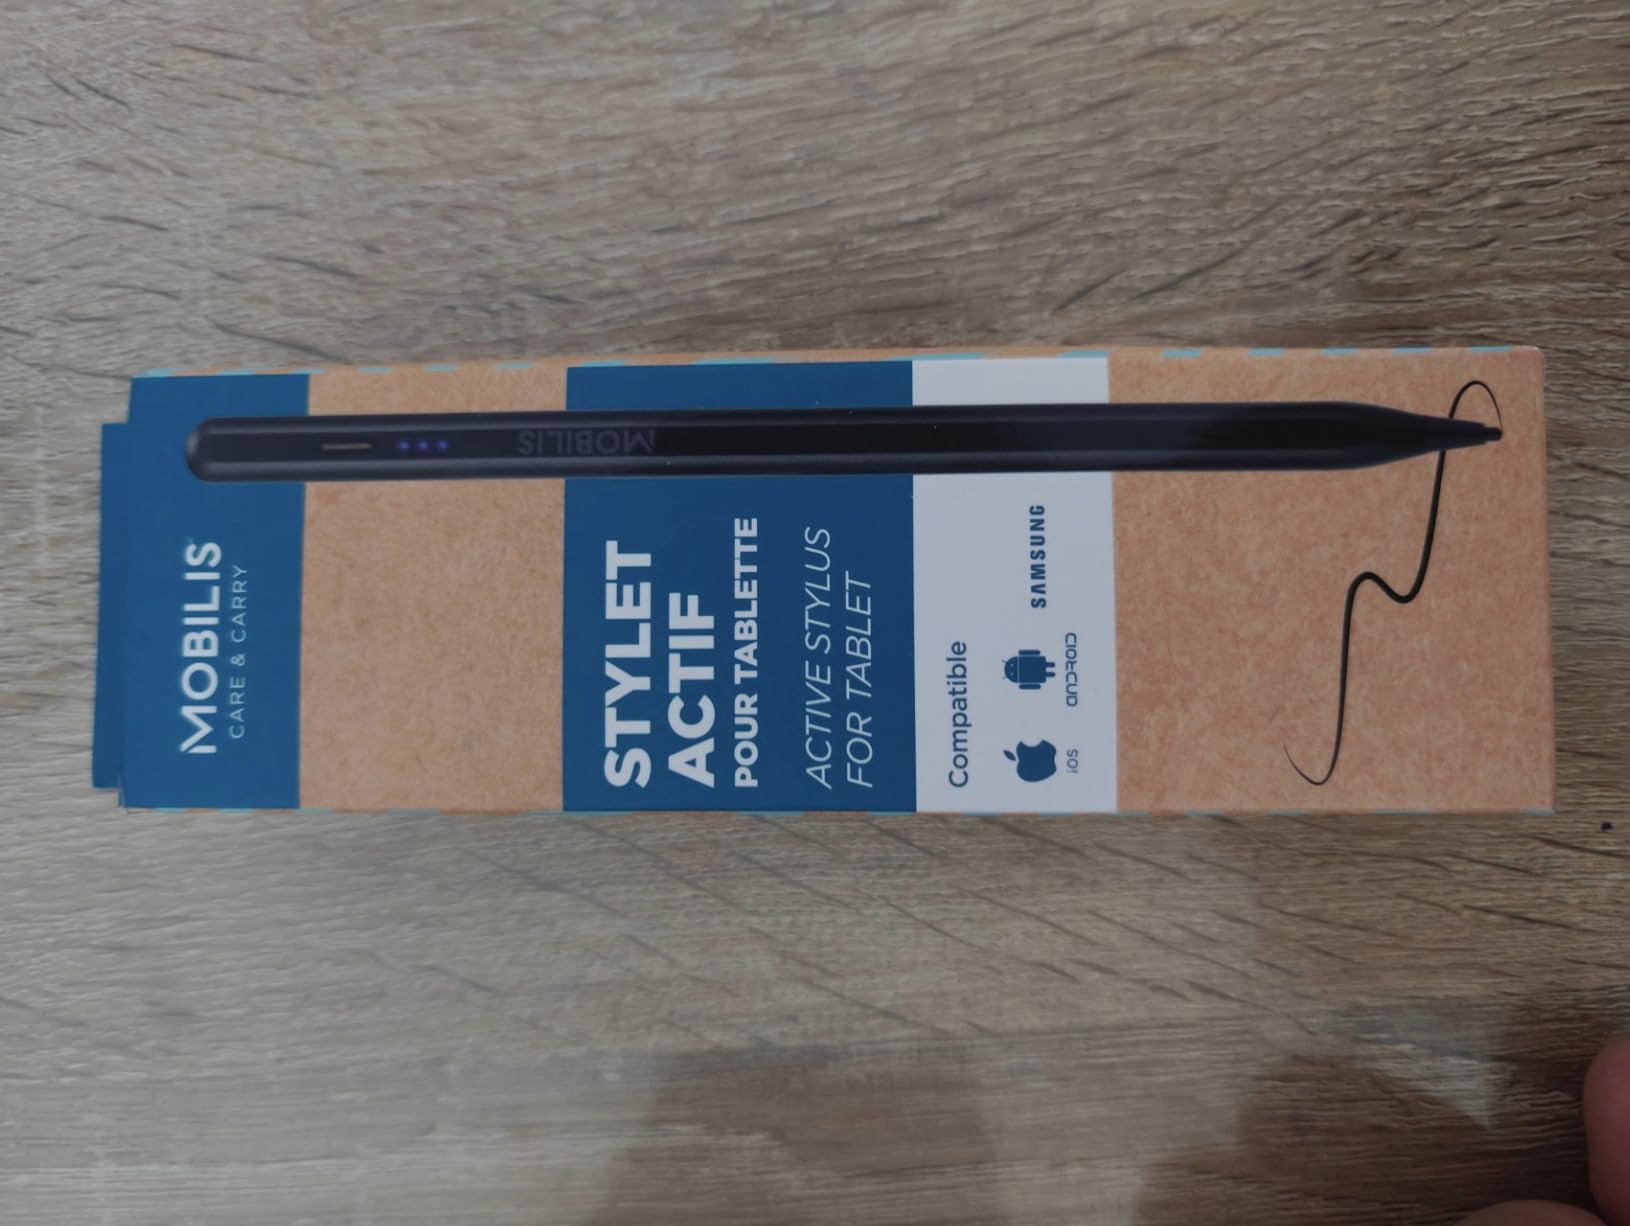 MOBILIS
CARE & CARRY
MOBILIS
STYLET
ACTIF
POUR TABLETTE
ACTIVE STYLUS
FOR TABLET
Compatible
iOS
ANDROID
SAMSUNG